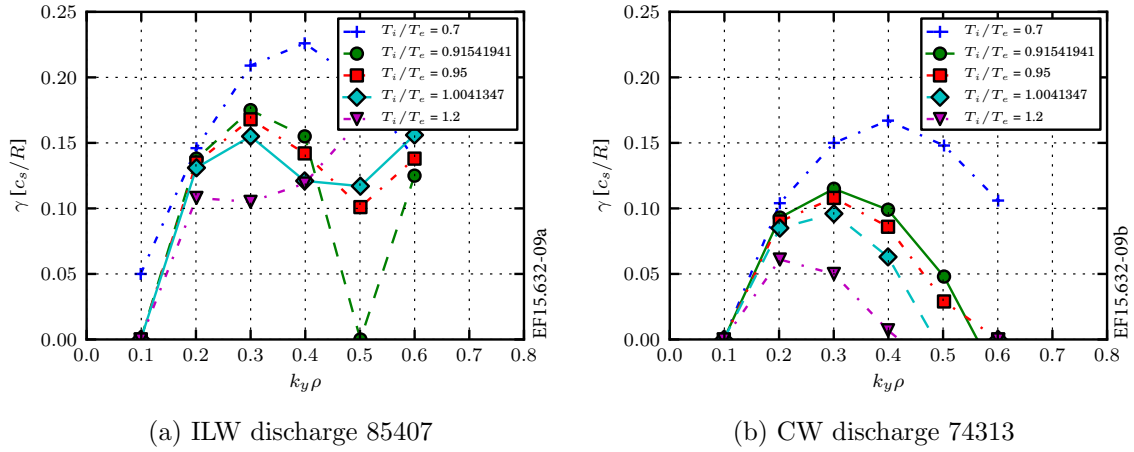 0.25
0.20
0.15
0.10
0.05
0.00
γ [c_s/R]
T_i/T_e = 0.7
T_i/T_e = 0.91541941
T_i/T_e = 0.95
T_i/T_e = 1.0041347
T_i/T_e = 1.2
0.0 0.1 0.2 0.3 0.4 0.5 0.6 0.7 0.8
k_yρ
EF15.632-09a
(a) ILW discharge 85407
0.25
0.20
0.15
0.10
0.05
0.00
γ [c_s/R]
T_i/T_e = 0.7
T_i/T_e = 0.91541941
T_i/T_e = 0.95
T_i/T_e = 1.0041347
T_i/T_e = 1.2
0.0 0.1 0.2 0.3 0.4 0.5 0.6 0.7 0.8
k_yρ
EF15.632-09b
(b) CW discharge 74313